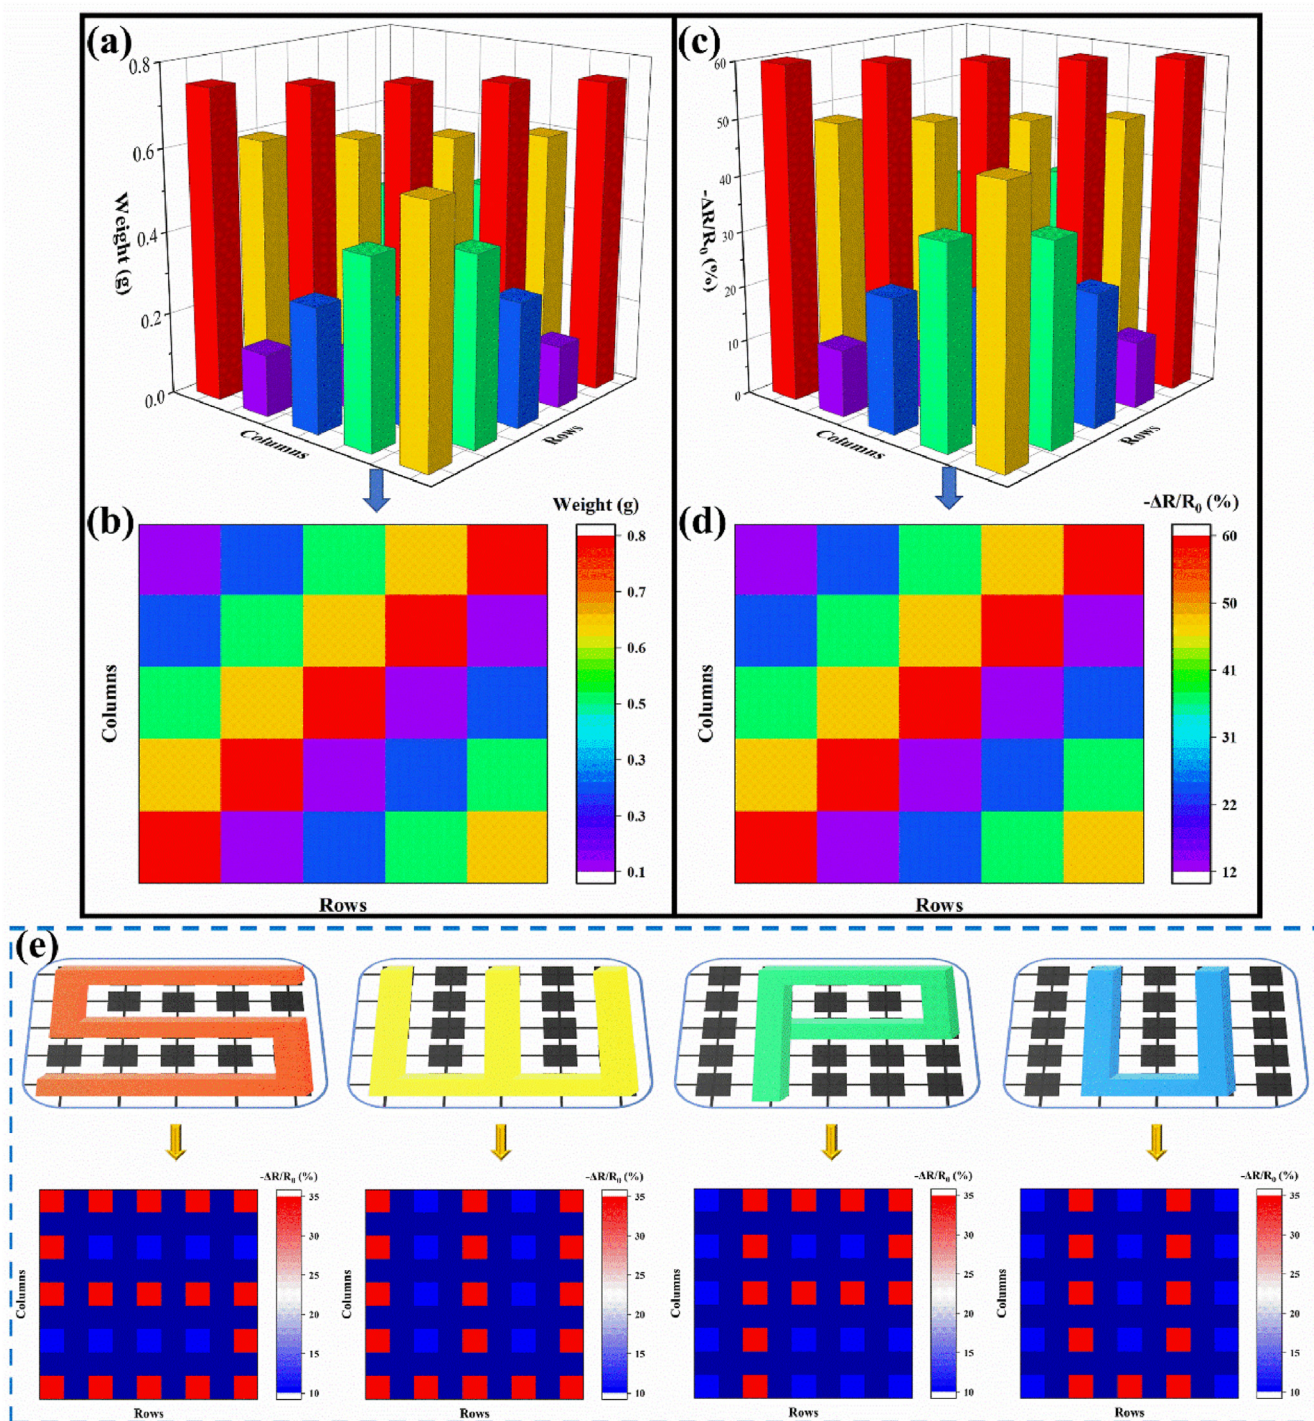 (a)
0.8
0.6
0.4
0.2
0.0
Weight (g)
Columns
Rows
(c)
60
50
40
30
20
10
0
-ΔR/R₀ (%)
Columns
Rows
(b)
Weight (g)
0.8
0.7
0.6
0.5
0.3
0.3
0.1
Columns
Rows
(d)
-ΔR/R₀ (%)
60
50
41
31
22
12
Columns
Rows
(e)
-ΔR/R₀ (%)
35
30
25
20
15
10
Columns
Rows
-ΔR/R₀ (%)
35
30
25
20
15
10
Columns
Rows
-ΔR/R₀ (%)
35
30
25
20
15
10
Columns
Rows
-ΔR/R₀ (%)
35
30
25
20
15
10
Columns
Rows